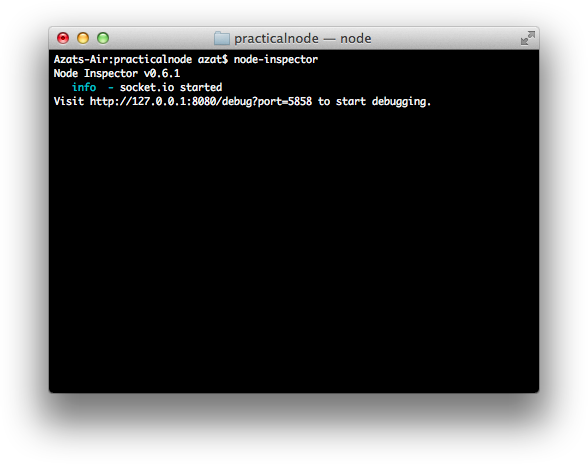 practicalnode — node
Azats-Air:practicalnode azat$ node-inspector
Node Inspector v0.6.1
   info  - socket.io started
Visit http://127.0.0.1:8080/debug?port=5858 to start debugging.